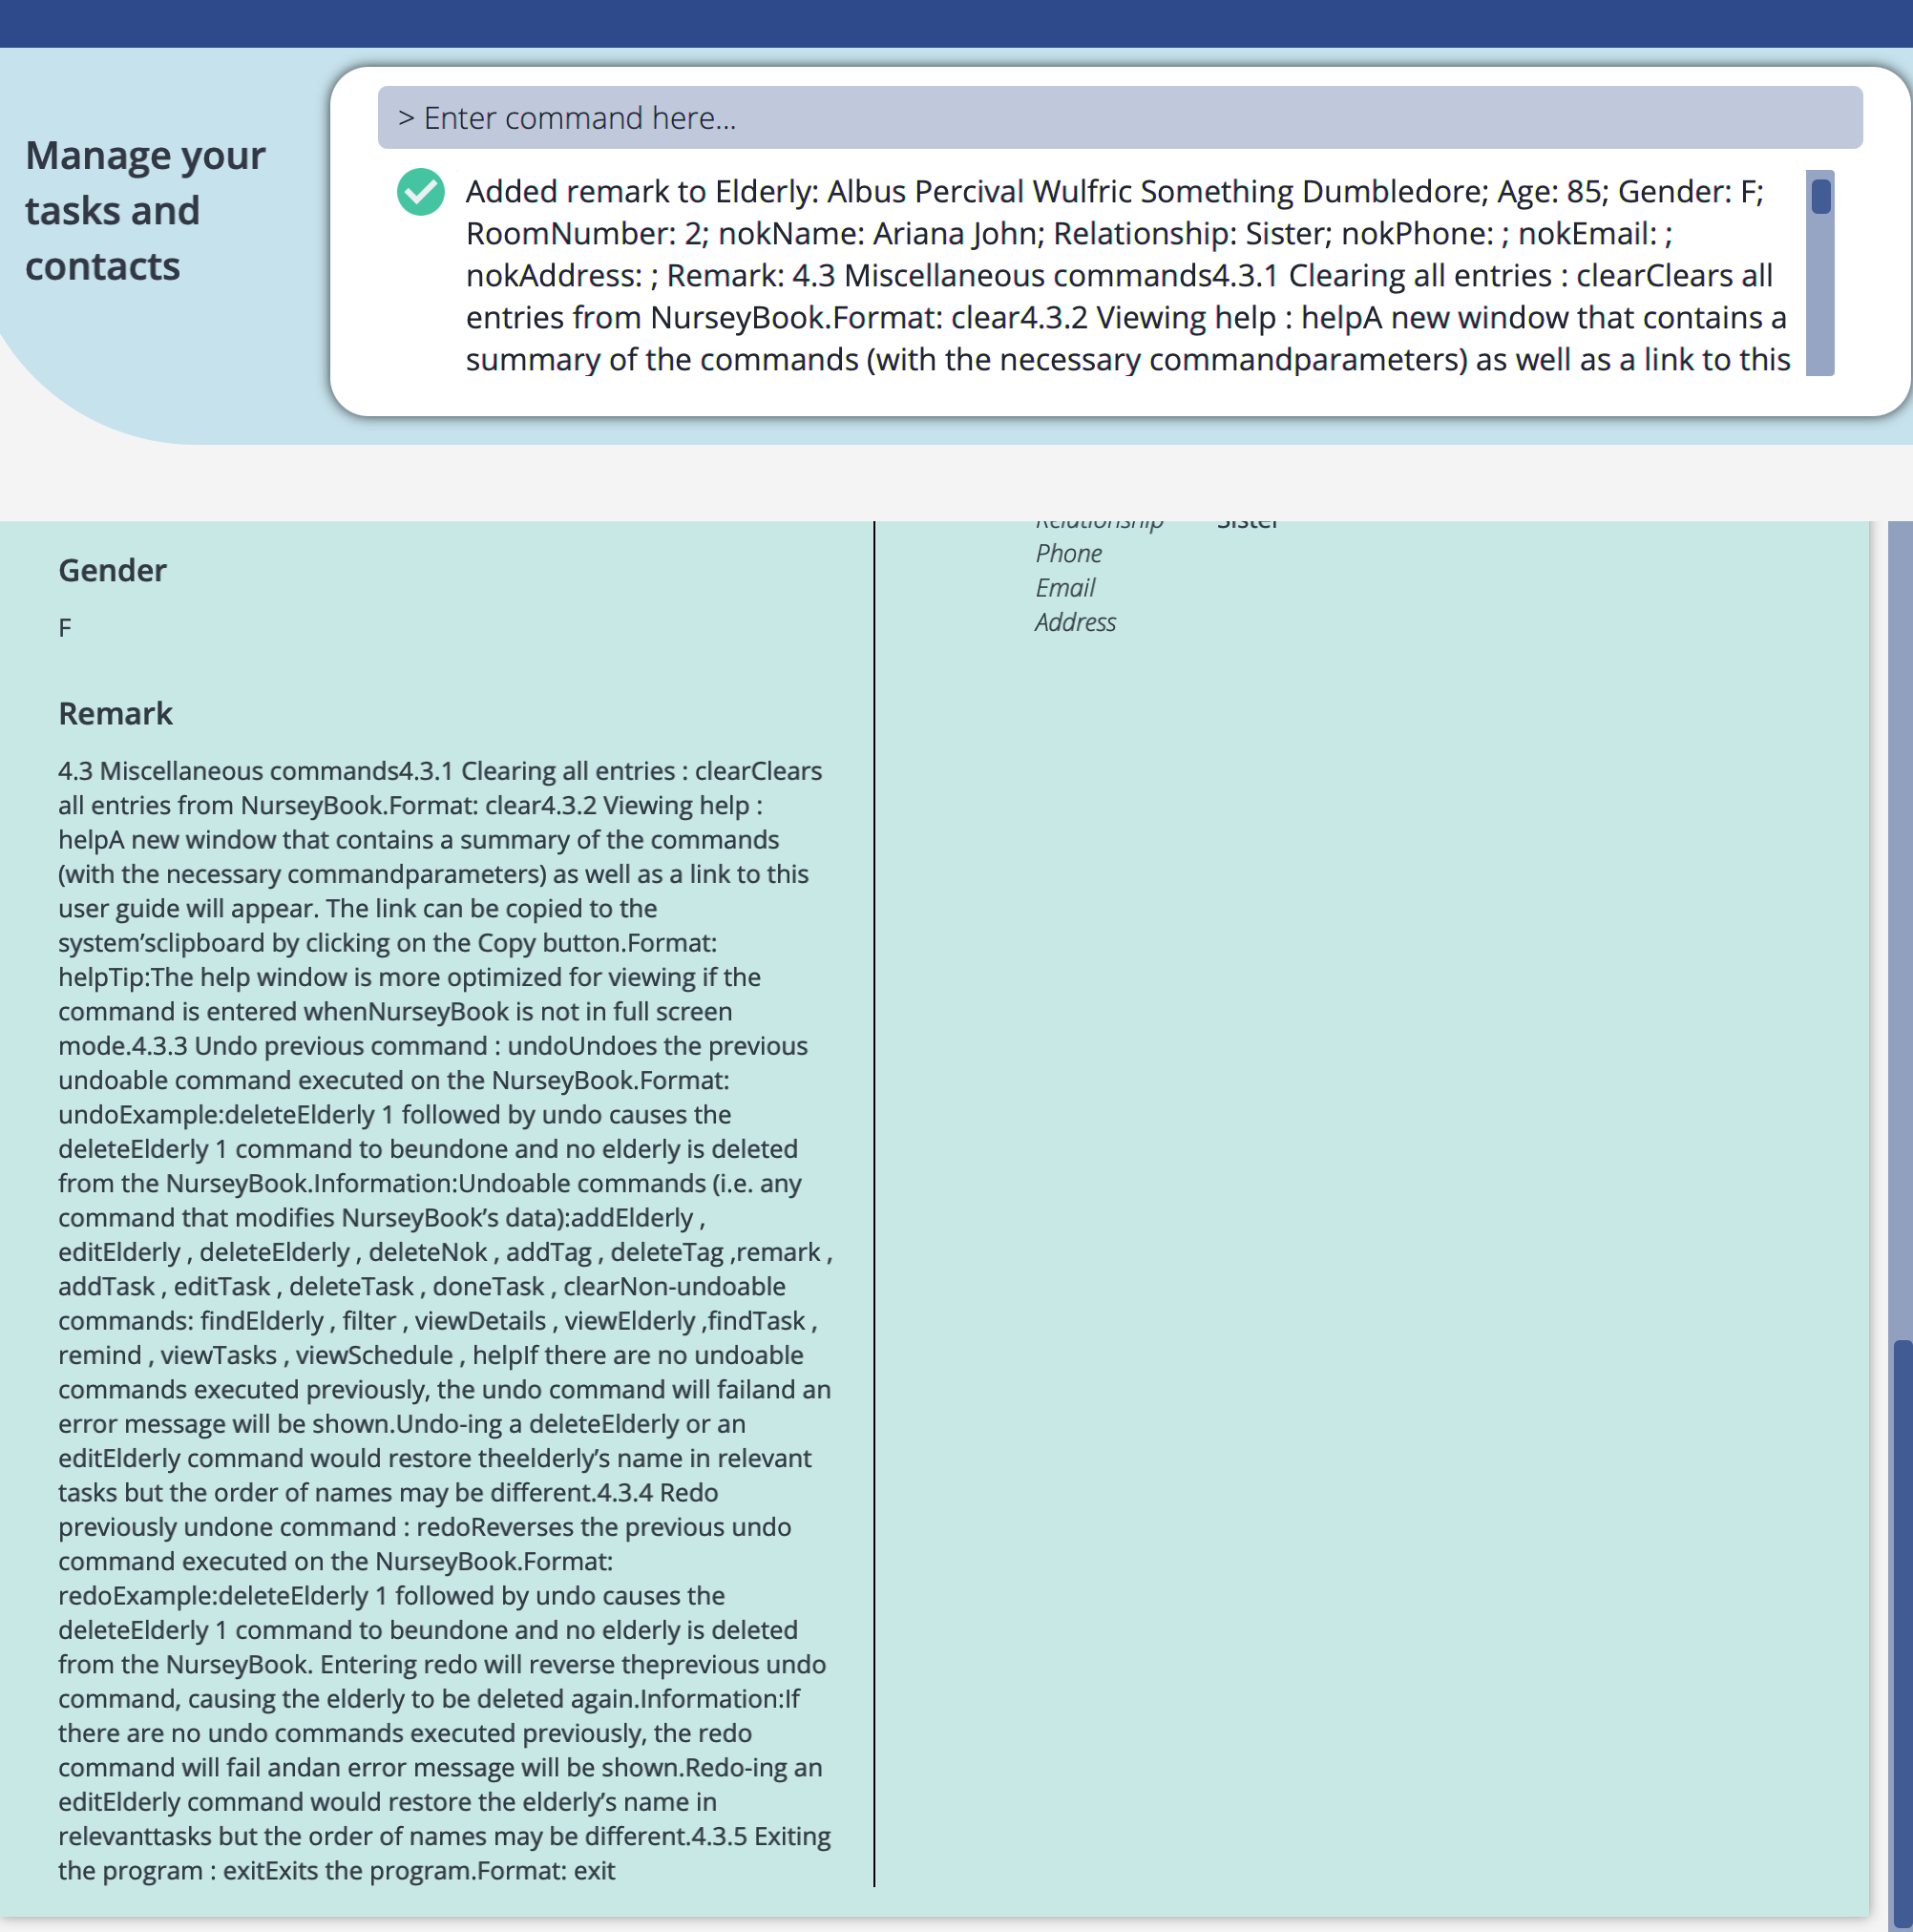 Manage your
tasks and
contacts
> Enter command here...
Added remark to Elderly: Albus Percival Wulfric Something Dumbledore; Age: 85; Gender: F;
RoomNumber: 2; nokName: Ariana John; Relationship: Sister; nokPhone: ; nokEmail: ;
nokAddress: ; Remark: 4.3 Miscellaneous commands4.3.1 Clearing all entries : clearClears all
entries from NurseyBook.Format: clear4.3.2 Viewing help : helpA new window that contains a
summary of the commands (with the necessary commandparameters) as well as a link to this
Gender
F
Remark
4.3 Miscellaneous commands4.3.1 Clearing all entries : clearClears
all entries from NurseyBook.Format: clear4.3.2 Viewing help :
helpA new window that contains a summary of the commands
(with the necessary commandparameters) as well as a link to this
user guide will appear. The link can be copied to the
system’sclipboard by clicking on the Copy button.Format:
helpTip:The help window is more optimized for viewing if the
command is entered whenNurseyBook is not in full screen
mode.4.3.3 Undo previous command : undoUndoes the previous
undoable command executed on the NurseyBook.Format:
undoExample:deleteElderly 1 followed by undo causes the
deleteElderly 1 command to beundone and no elderly is deleted
from the NurseyBook.Information:Undoable commands (i.e. any
command that modifies NurseyBook’s data):addElderly ,
editElderly , deleteElderly , deleteNok , addTag , deleteTag ,remark ,
addTask , editTask , deleteTask , doneTask , clearNon-undoable
commands: findElderly , filter , viewDetails , viewElderly ,findTask ,
remind , viewTasks , viewSchedule , helpIf there are no undoable
commands executed previously, the undo command will failand an
error message will be shown.Undo-ing a deleteElderly or an
editElderly command would restore theelderly’s name in relevant
tasks but the order of names may be different.4.3.4 Redo
previously undone command : redoReverses the previous undo
command executed on the NurseyBook.Format:
redoExample:deleteElderly 1 followed by undo causes the
deleteElderly 1 command to beundone and no elderly is deleted
from the NurseyBook. Entering redo will reverse theprevious undo
command, causing the elderly to be deleted again.Information:If
there are no undo commands executed previously, the redo
command will fail andan error message will be shown.Redo-ing an
editElderly command would restore the elderly’s name in
relevanttasks but the order of names may be different.4.3.5 Exiting
the program : exitExits the program.Format: exit
Relationship Sister
Phone
Email
Address